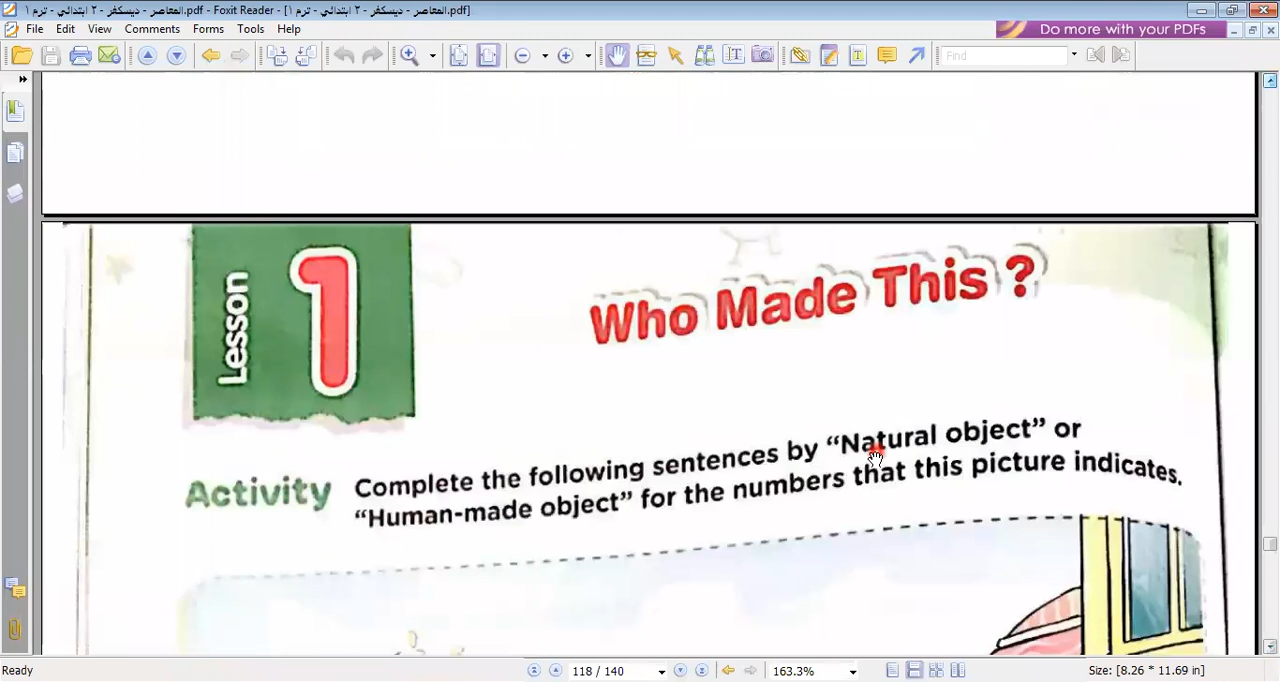 المعاصر - ديسكفر - ٢ ابتدائي - ترم ١.pdf - Foxit Reader - [المعاصر - ديسكفر - ٢ ابتدائي - ترم ١.pdf]
File Edit View Comments Forms Tools Help
Do more with your PDFs
Find
Lesson 1
Who Made This ?
Activity
Complete the following sentences by “Natural object” or
“Human-made object” for the numbers that this picture indicates.
Ready
118 / 140
163.3%
Size: [8.26 * 11.69 in]